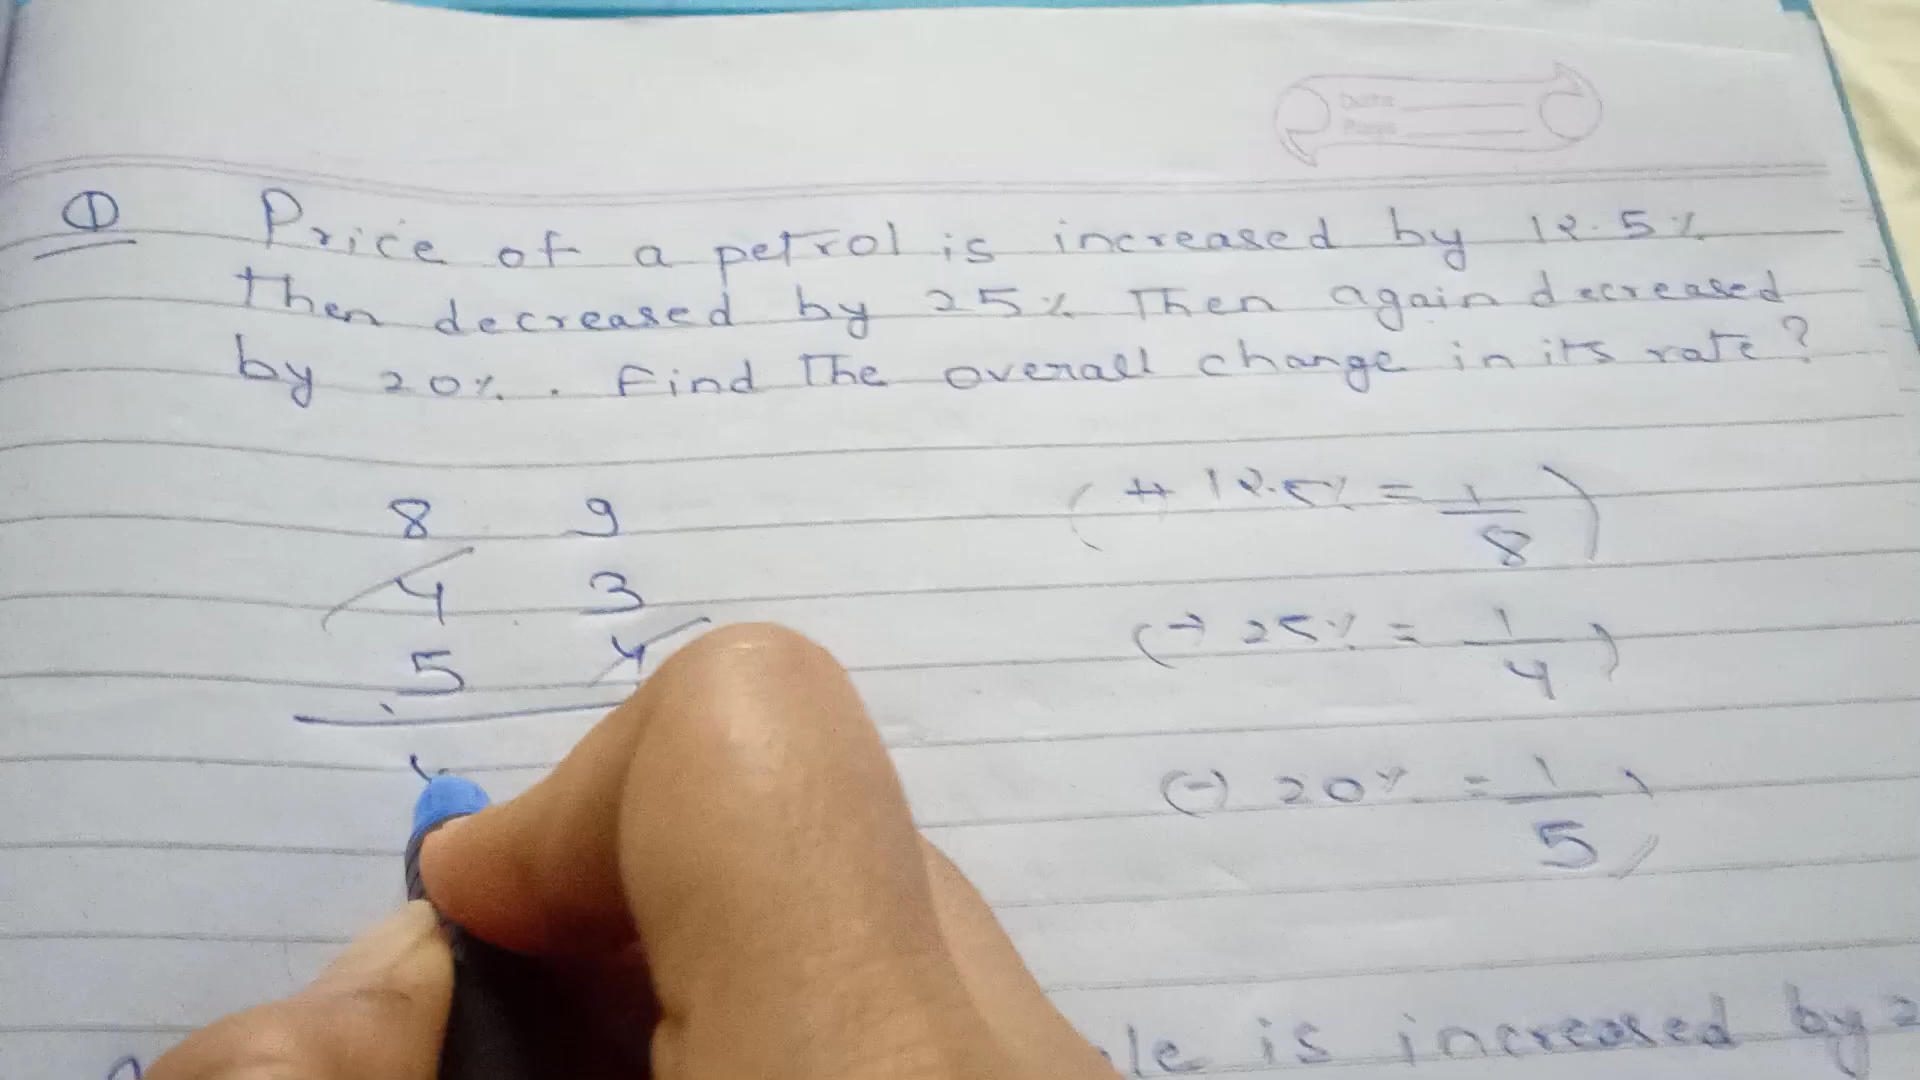 Date
Page
① Price of a petrol is increased by 12.5%
then decreased by 25% Then again decreased
by 20%. Find The overall change in its rate?
8 9
4 3
5 4
(+) 12.5% = 1/8
(-) 25% = 1/4
(-) 20% = 1/5
is increased by